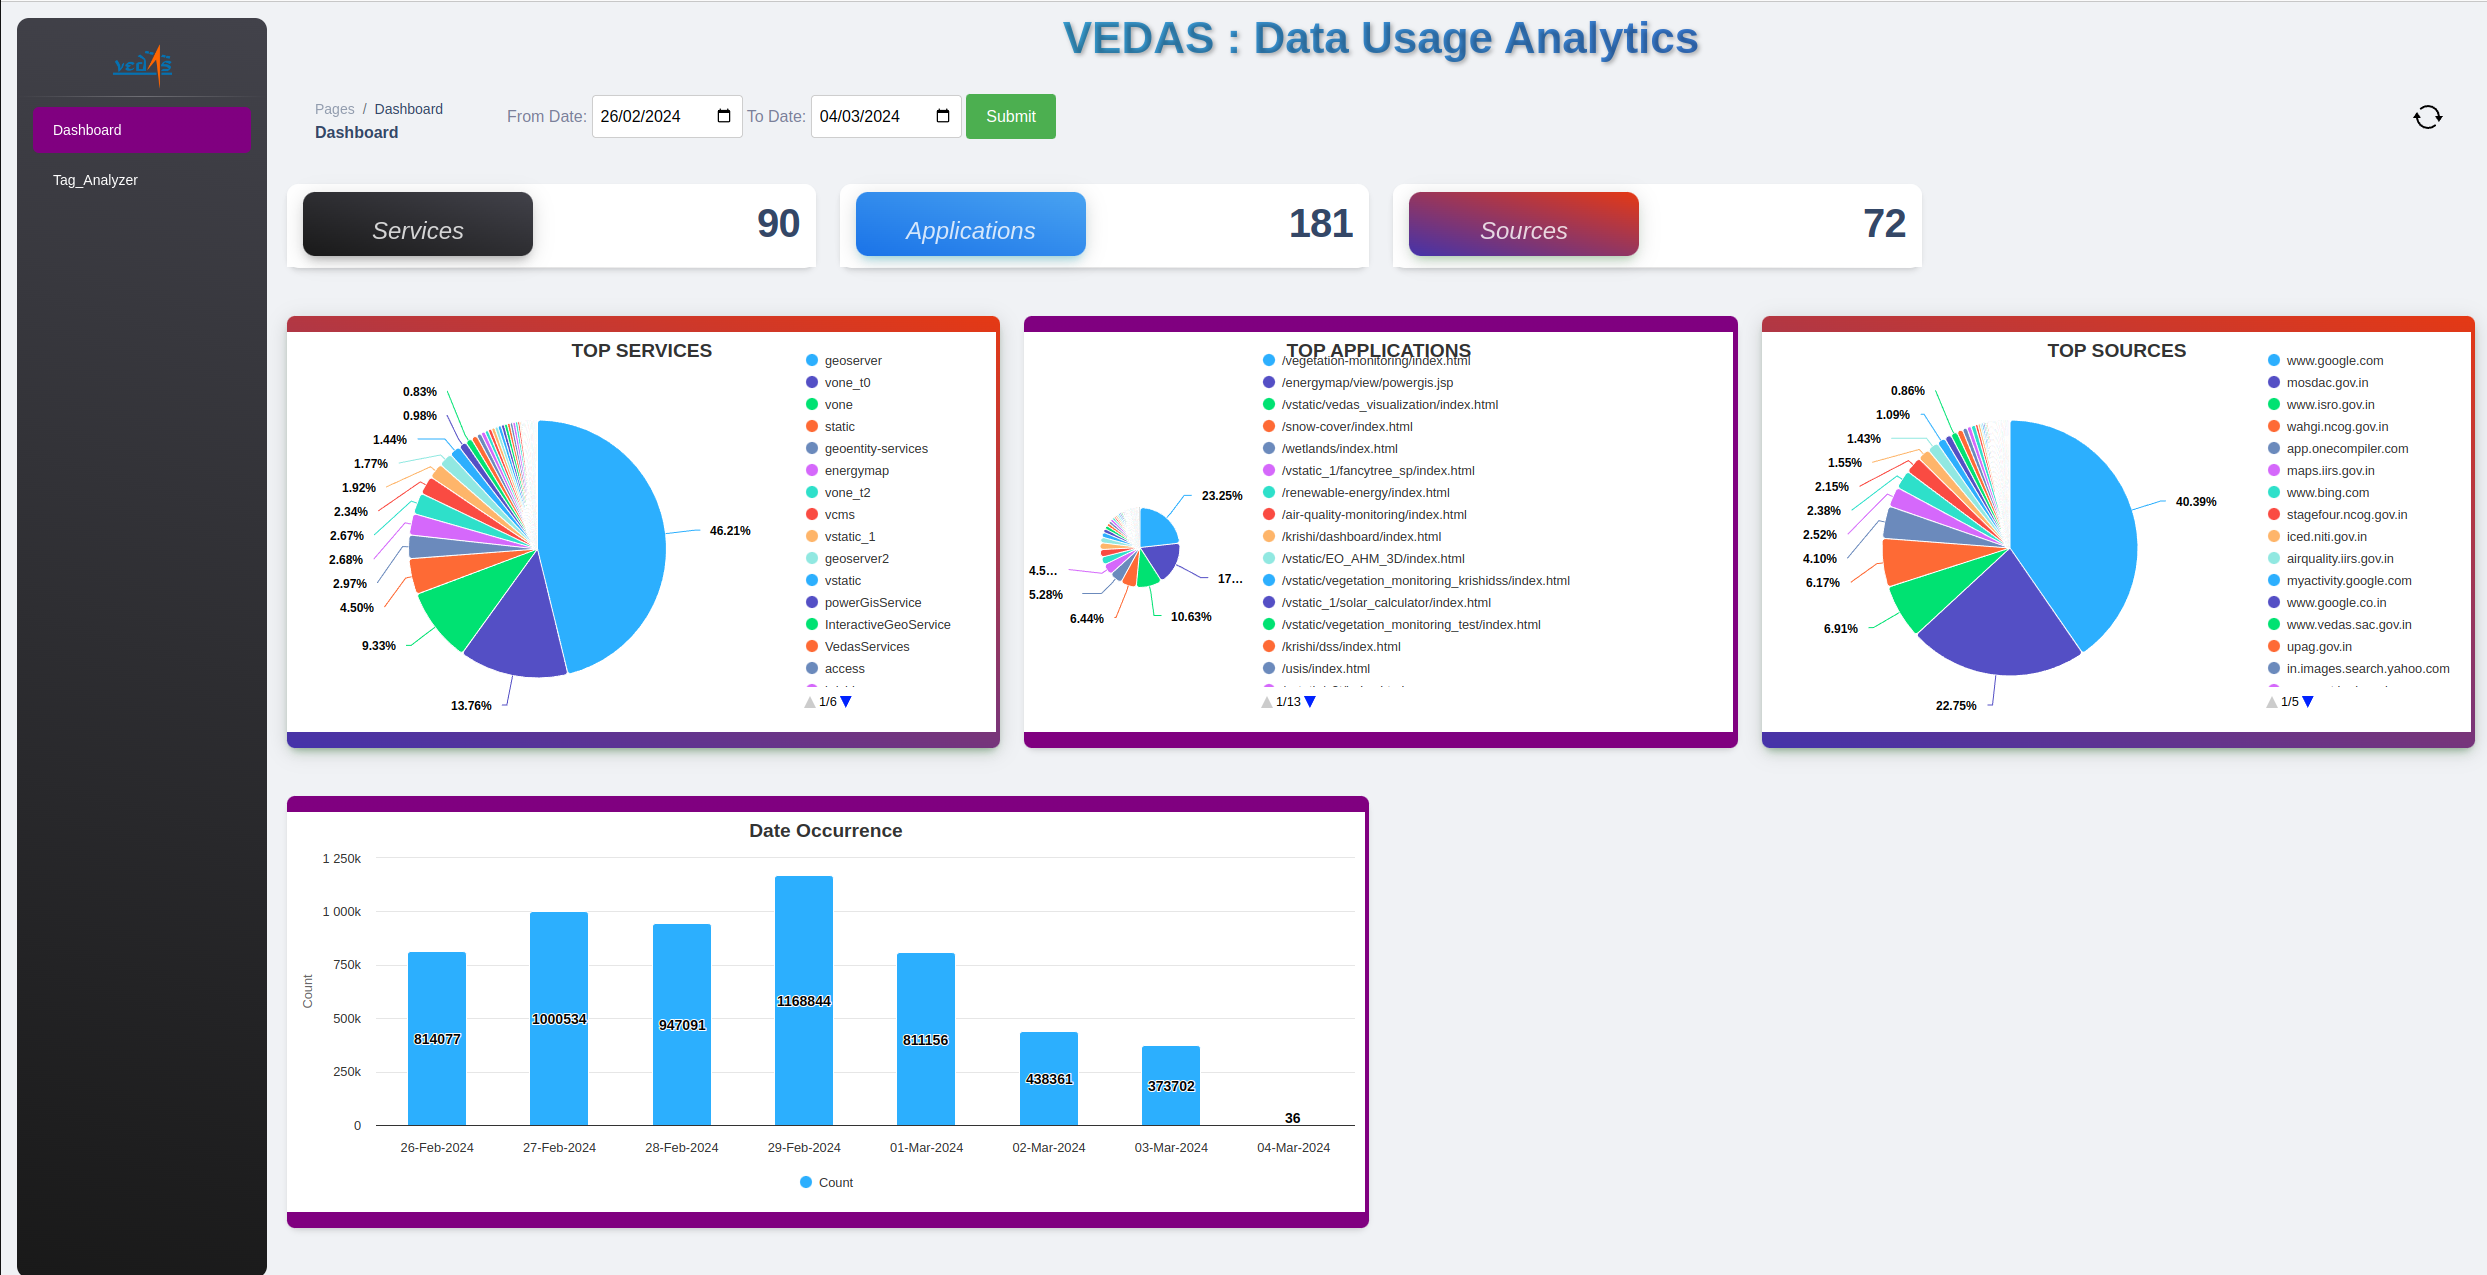 VEDAS : Data Usage Analytics
vedas
Dashboard
Tag_Analyzer
Pages / Dashboard
Dashboard
From Date: 26/02/2024 To Date: 04/03/2024 Submit
Services 90
Applications 181
Sources 72
TOP SERVICES
0.83%
0.98%
1.44%
1.77%
1.92%
2.34%
2.67%
2.68%
2.97%
4.50%
9.33%
13.76%
46.21%
geoserver
vone_t0
vone
static
geoentity-services
energymap
vone_t2
vcms
vstatic_1
geoserver2
vstatic
powerGisService
InteractiveGeoService
VedasServices
access
1/6
TOP APPLICATIONS
23.25%
17...
10.63%
6.44%
5.28%
4.5...
/vegetation-monitoring/index.html
/energymap/view/powergis.jsp
/vstatic/vedas_visualization/index.html
/snow-cover/index.html
/wetlands/index.html
/vstatic_1/fancytree_sp/index.html
/renewable-energy/index.html
/air-quality-monitoring/index.html
/krishi/dashboard/index.html
/vstatic/EO_AHM_3D/index.html
/vstatic/vegetation_monitoring_krishidss/index.html
/vstatic_1/solar_calculator/index.html
/vstatic/vegetation_monitoring_test/index.html
/krishi/dss/index.html
/usis/index.html
1/13
TOP SOURCES
0.86%
1.09%
1.43%
1.55%
2.15%
2.38%
2.52%
4.10%
6.17%
6.91%
22.75%
40.39%
www.google.com
mosdac.gov.in
www.isro.gov.in
wahgi.ncog.gov.in
app.onecompiler.com
maps.iirs.gov.in
www.bing.com
stagefour.ncog.gov.in
iced.niti.gov.in
airquality.iirs.gov.in
myactivity.google.com
www.google.co.in
www.vedas.sac.gov.in
upag.gov.in
in.images.search.yahoo.com
1/5
Date Occurrence
Count
1 250k
1 000k
750k
500k
250k
0
814077
1000534
947091
1168844
811156
438361
373702
36
26-Feb-2024
27-Feb-2024
28-Feb-2024
29-Feb-2024
01-Mar-2024
02-Mar-2024
03-Mar-2024
04-Mar-2024
Count